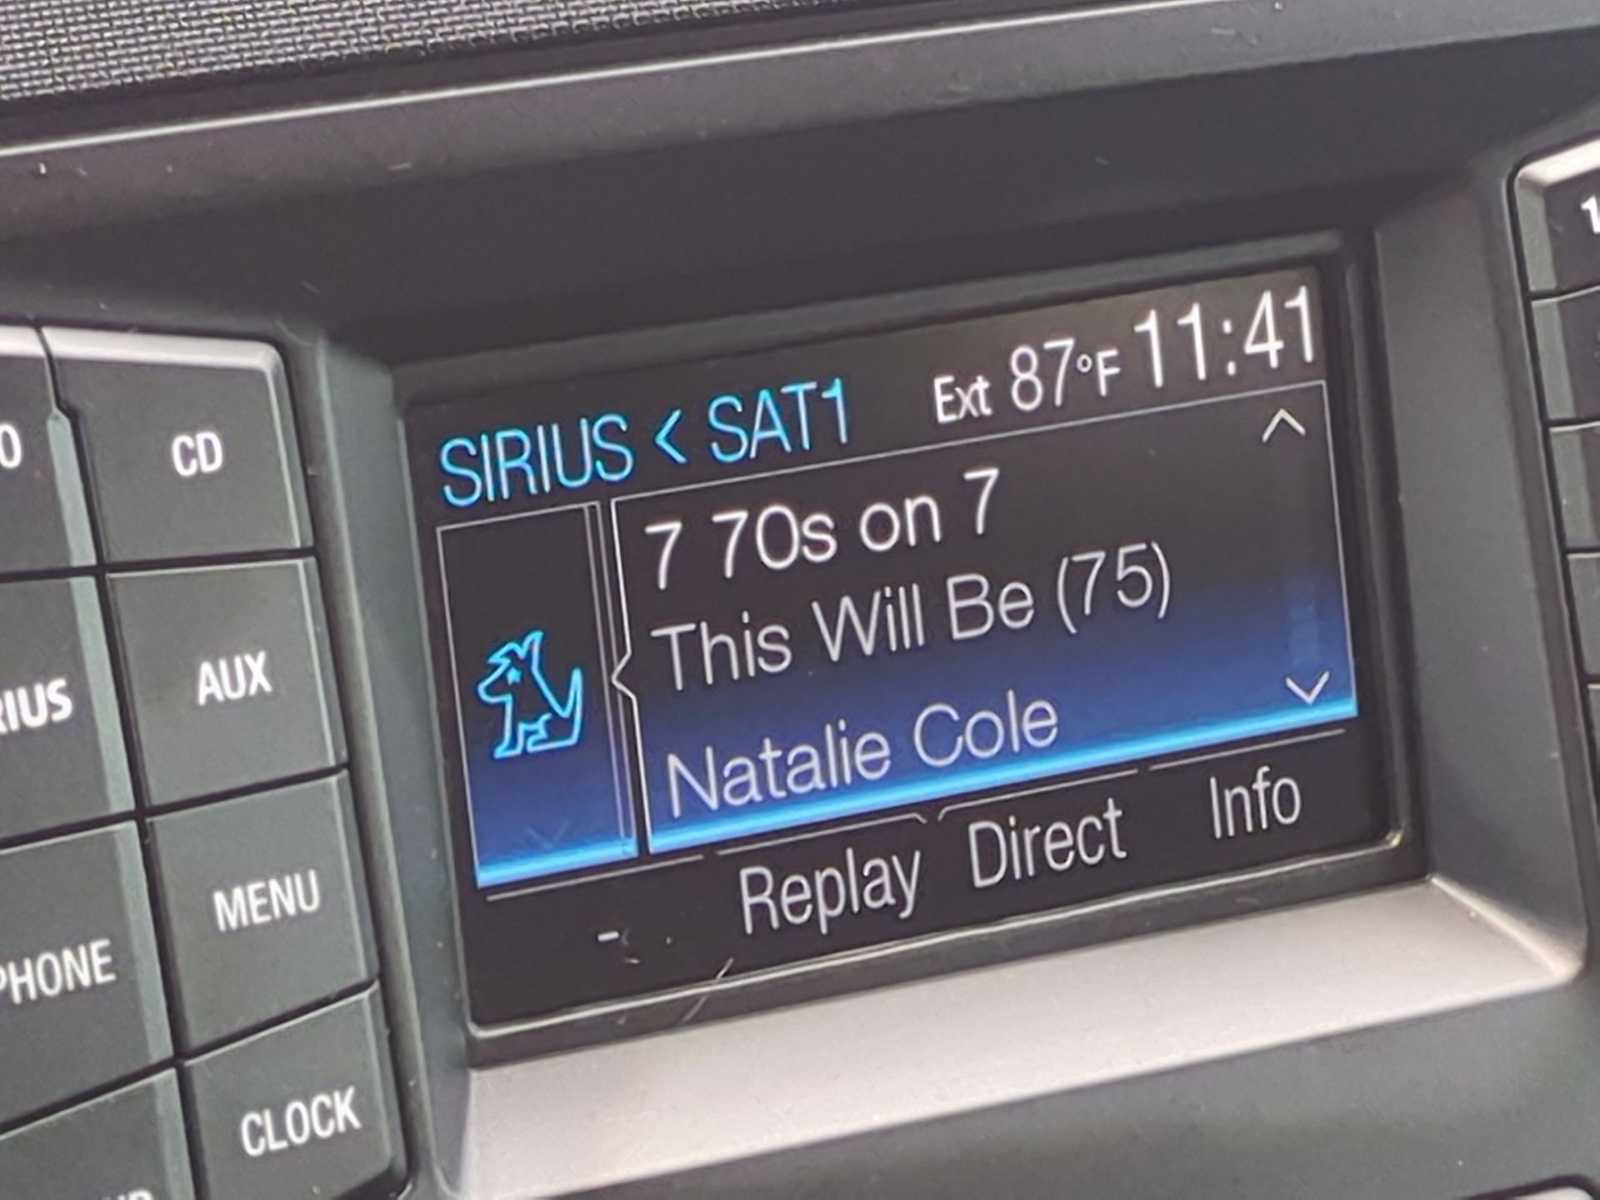 SIRIUS < SAT1
Ext 87°F 11:41
7 70s on 7
This Will Be (75)
Natalie Cole
- Replay Direct Info
CD
AUX
MENU
PHONE
CLOCK